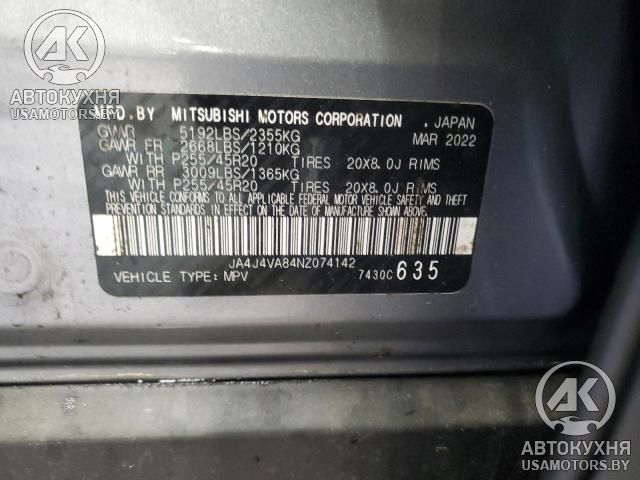 АК
АВТОКУХНЯ
USAMOTORS.BY
MFD.BY MITSUBISHI MOTORS CORPORATION . JAPAN
GVWR 5192LBS/2355KG MAR 2022
GAWR FR 2668LBS/1210KG
WITH P255/45R20 TIRES 20X8.0J RIMS
GAWR RR 3009LBS/1365KG
WITH P255/45R20 TIRES 20X8.0J RIMS
THIS VEHICLE CONFORMS TO ALL APPLICABLE FEDERAL MOTOR VEHICLE SAFETY AND THEFT
PREVENTION STANDARDS IN EFFECT ON THE DATE OF MANUFACTURE SHOWN ABOVE.
JA4J4VA84NZ074142
VEHICLE TYPE: MPV 7430C 635
АК
АВТОКУХНЯ
USAMOTORS.BY